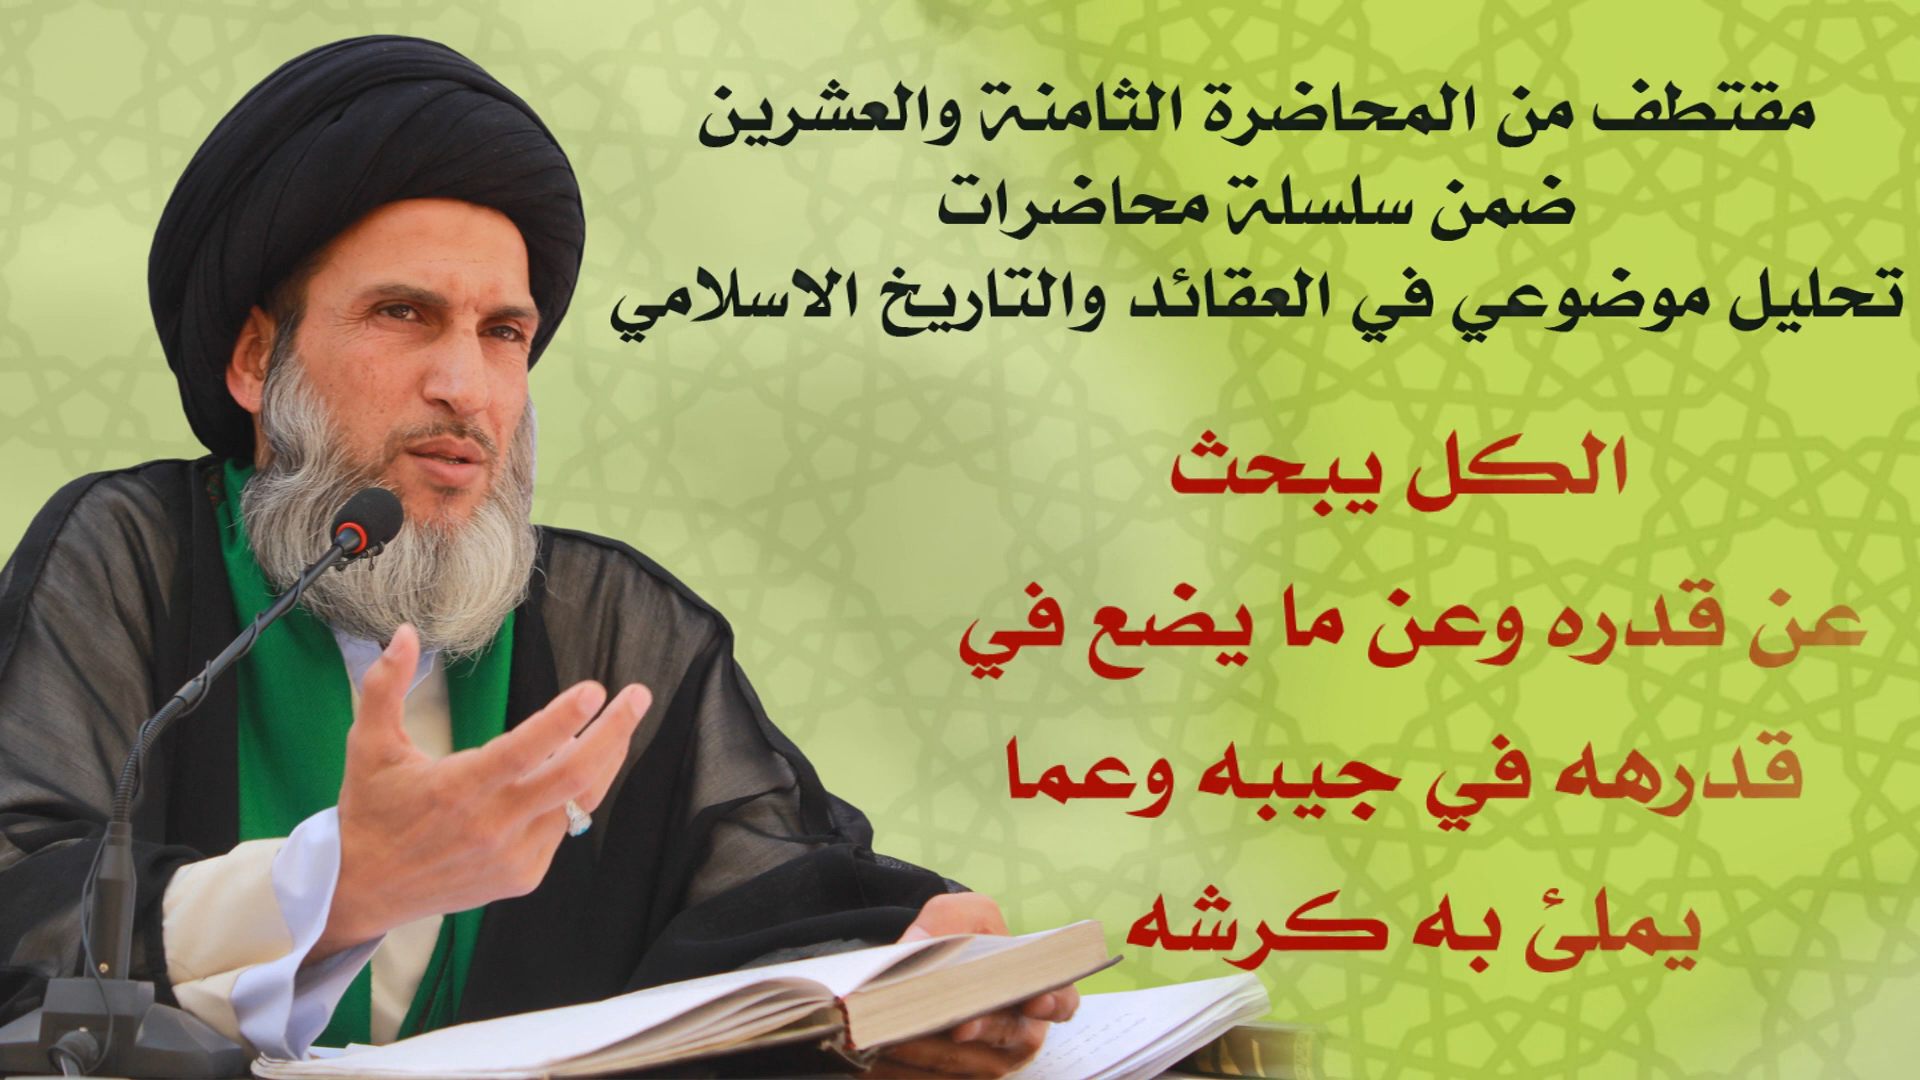 مقتطف من المحاضرة الثامنة والعشرين
ضمن سلسلة محاضرات
تحليل موضوعي في العقائد والتاريخ الاسلامي
الكل يبحث
عن قدره وعن ما يضع في
قدرهه في جيبه وعما
يملئ به كرشه